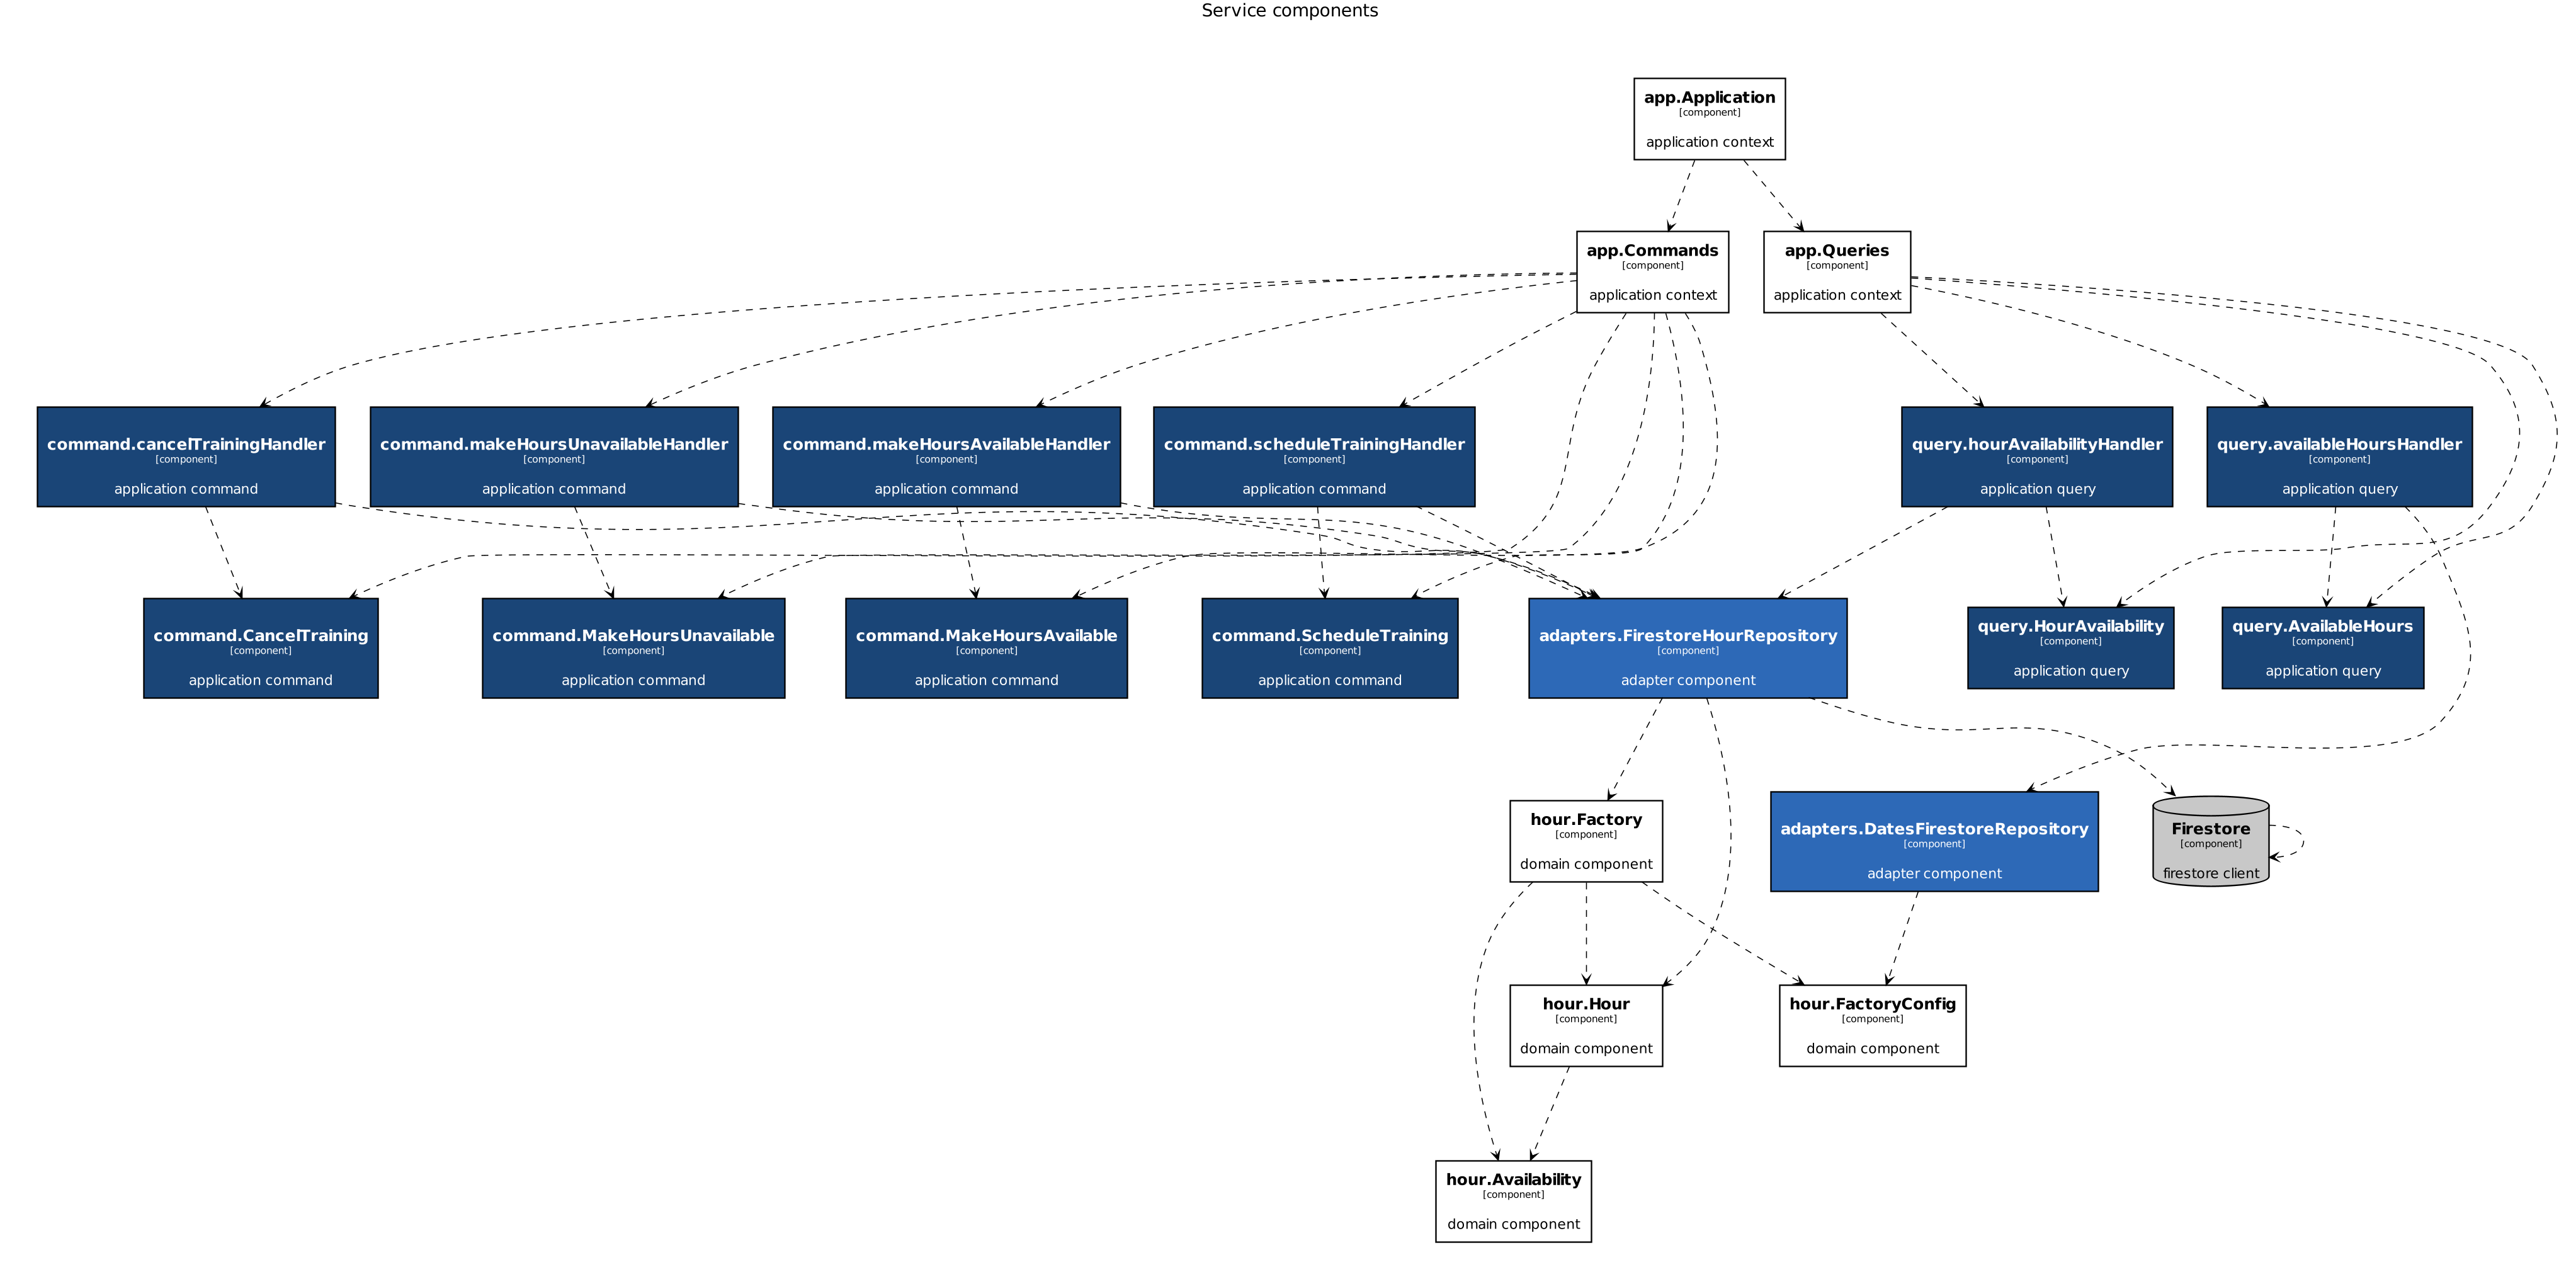 Service components
app.Application
[component]
application context
app.Commands
[component]
application context
app.Queries
[component]
application context
command.cancelTrainingHandler
[component]
application command
command.makeHoursUnavailableHandler
[component]
application command
command.makeHoursAvailableHandler
[component]
application command
command.scheduleTrainingHandler
[component]
application command
query.hourAvailabilityHandler
[component]
application query
query.availableHoursHandler
[component]
application query
command.CancelTraining
[component]
application command
command.MakeHoursUnavailable
[component]
application command
command.MakeHoursAvailable
[component]
application command
command.ScheduleTraining
[component]
application command
adapters.FirestoreHourRepository
[component]
adapter component
query.HourAvailability
[component]
application query
query.AvailableHours
[component]
application query
hour.Factory
[component]
domain component
adapters.DatesFirestoreRepository
[component]
adapter component
Firestore
[component]
firestore client
hour.Hour
[component]
domain component
hour.FactoryConfig
[component]
domain component
hour.Availability
[component]
domain component